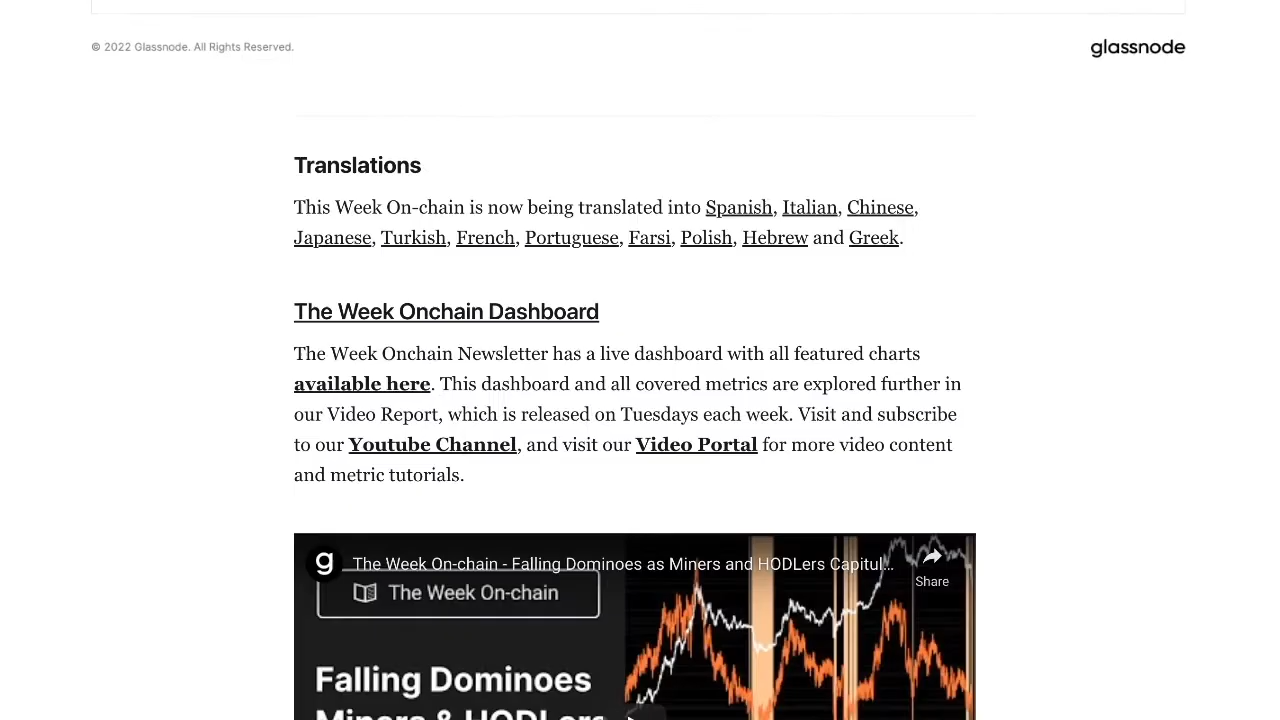 © 2022 Glassnode. All Rights Reserved.
glassnode
Translations
This Week On-chain is now being translated into Spanish, Italian, Chinese,
Japanese, Turkish, French, Portuguese, Farsi, Polish, Hebrew and Greek.
The Week Onchain Dashboard
The Week Onchain Newsletter has a live dashboard with all featured charts
available here. This dashboard and all covered metrics are explored further in
our Video Report, which is released on Tuesdays each week. Visit and subscribe
to our Youtube Channel, and visit our Video Portal for more video content
and metric tutorials.
g
The Week On-chain - Falling Dominoes as Miners and HODLers Capitul...
Share
The Week On-chain
Falling Dominoes
Miners & HODLers